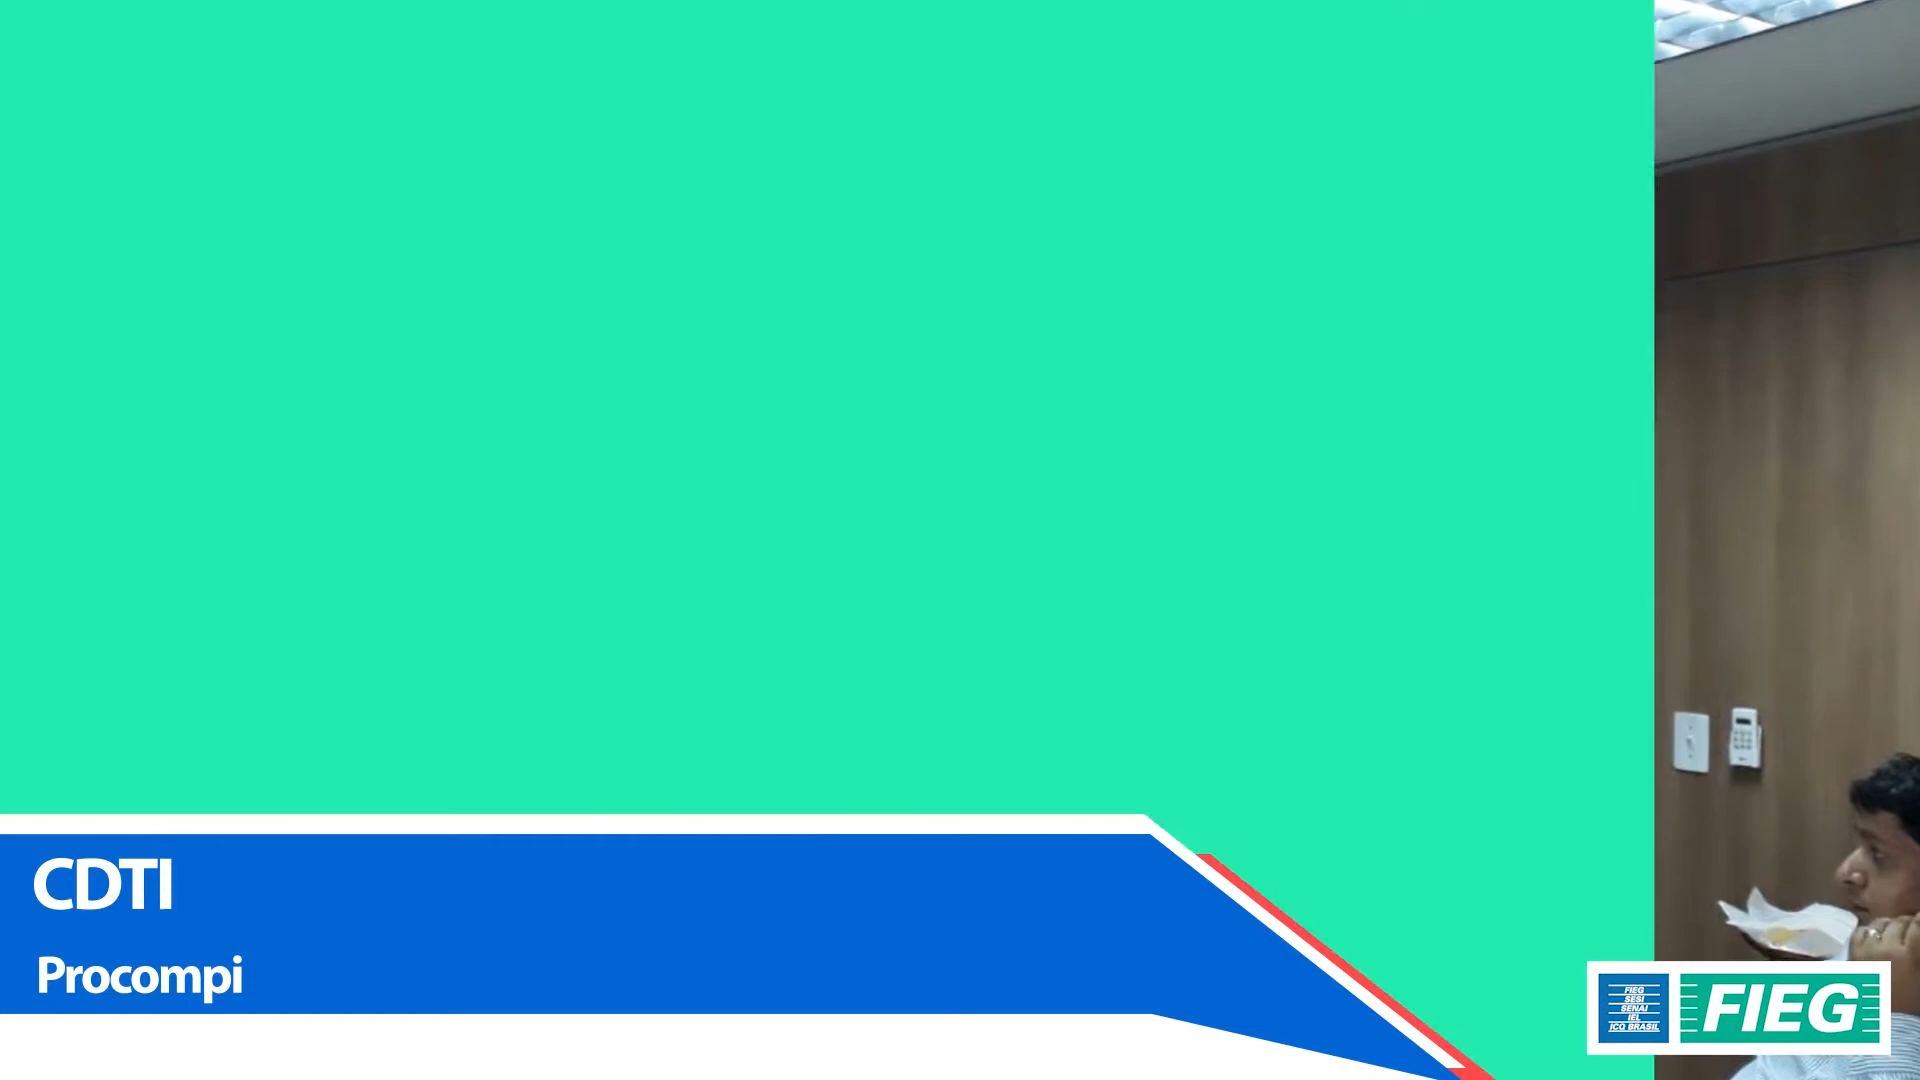 CDTI
Procompi
FIEG
SESI
SENAI
IEL
ICQ BRASIL
FIEG